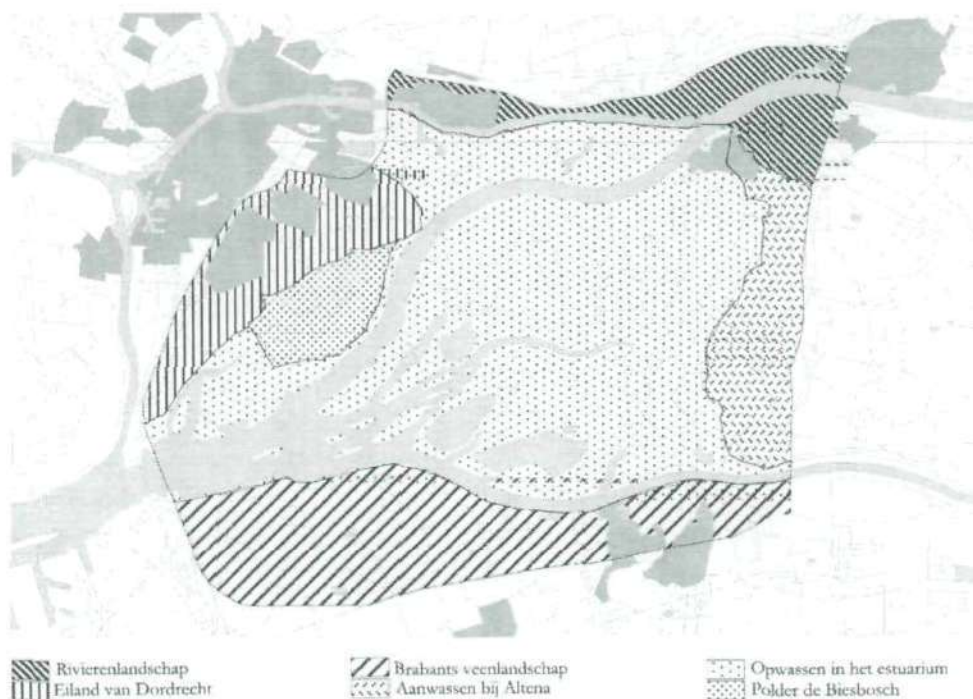 Rivierenlandschap
Eiland van Dordrecht
Brabants veenlandschap
Aanwassen bij Altena
Opwassen in het estuarium
Polder de Biesbosch